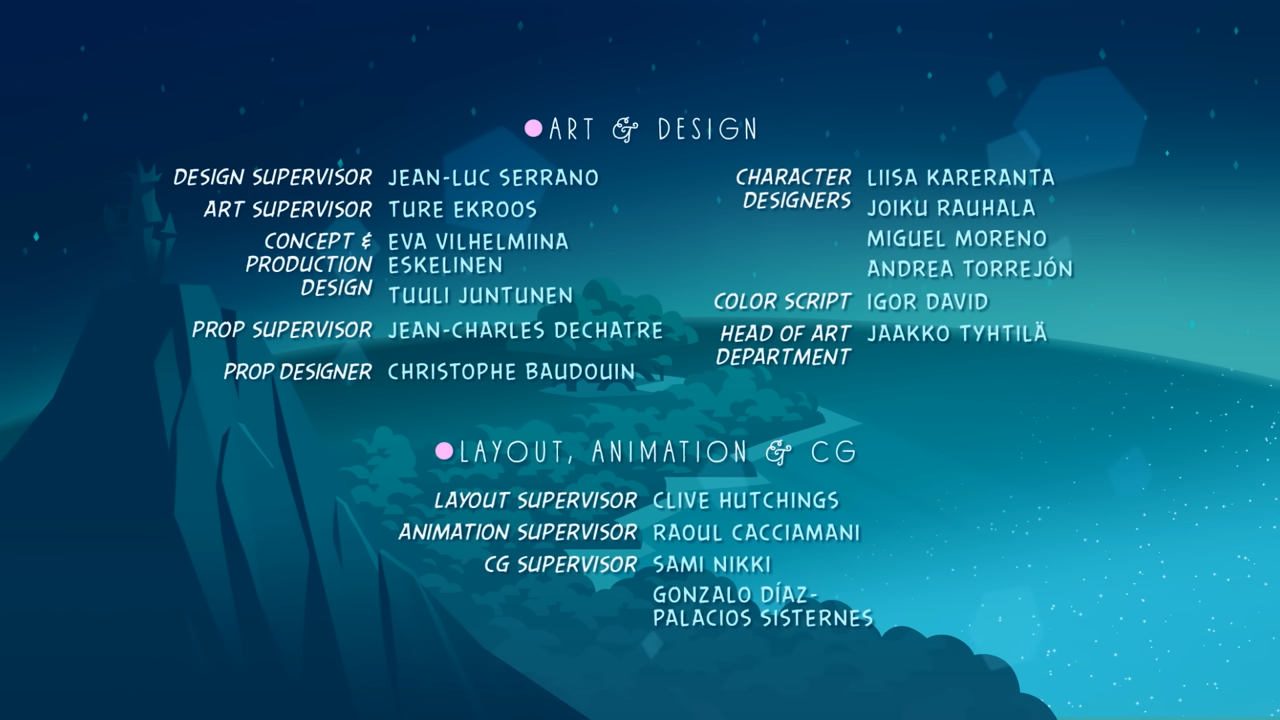 ART & DESIGN
DESIGN SUPERVISOR JEAN-LUC SERRANO
ART SUPERVISOR TURE EKROOS
CONCEPT & EVA VILHELMIINA
PRODUCTION ESKELINEN
DESIGN TUULI JUNTUNEN
PROP SUPERVISOR JEAN-CHARLES DECHATRE
PROP DESIGNER CHRISTOPHE BAUDOUIN
CHARACTER LIISA KARERANTA
DESIGNERS JOIKU RAUHALA
MIGUEL MORENO
ANDREA TORREJÓN
COLOR SCRIPT IGOR DAVID
HEAD OF ART JAAKKO TYHTILÄ
DEPARTMENT
LAYOUT, ANIMATION & CG
LAYOUT SUPERVISOR CLIVE HUTCHINGS
ANIMATION SUPERVISOR RAOUL CACCIAMANI
CG SUPERVISOR SAMI NIKKI
GONZALO DÍAZ-
PALACIOS SISTERNES